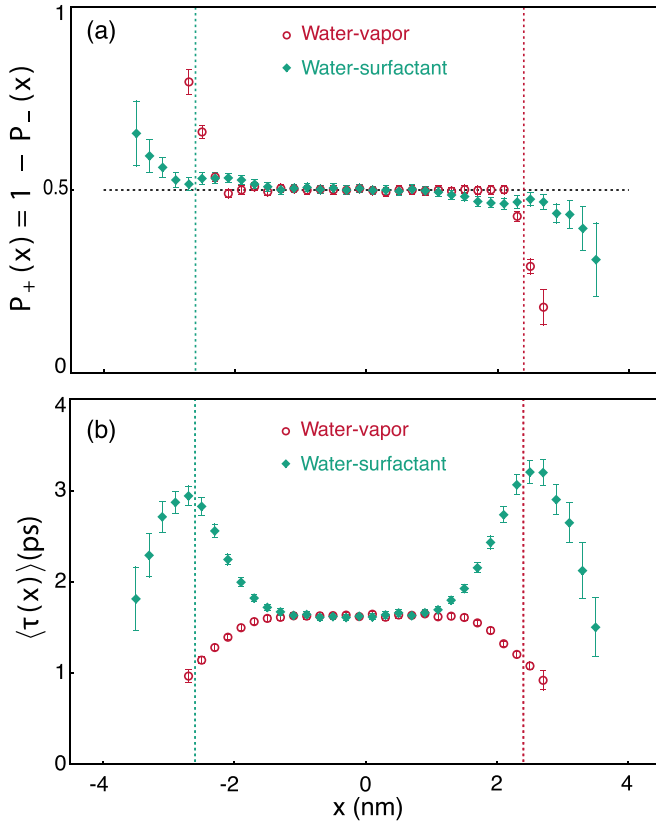 1
(a)
Water-vapor
Water-surfactant
0.5
0
P₊(x) = 1 − P₋(x)
4
(b)
Water-vapor
Water-surfactant
3
2
1
0
⟨τ(x)⟩(ps)
-4 -2 0 2 4
x (nm)